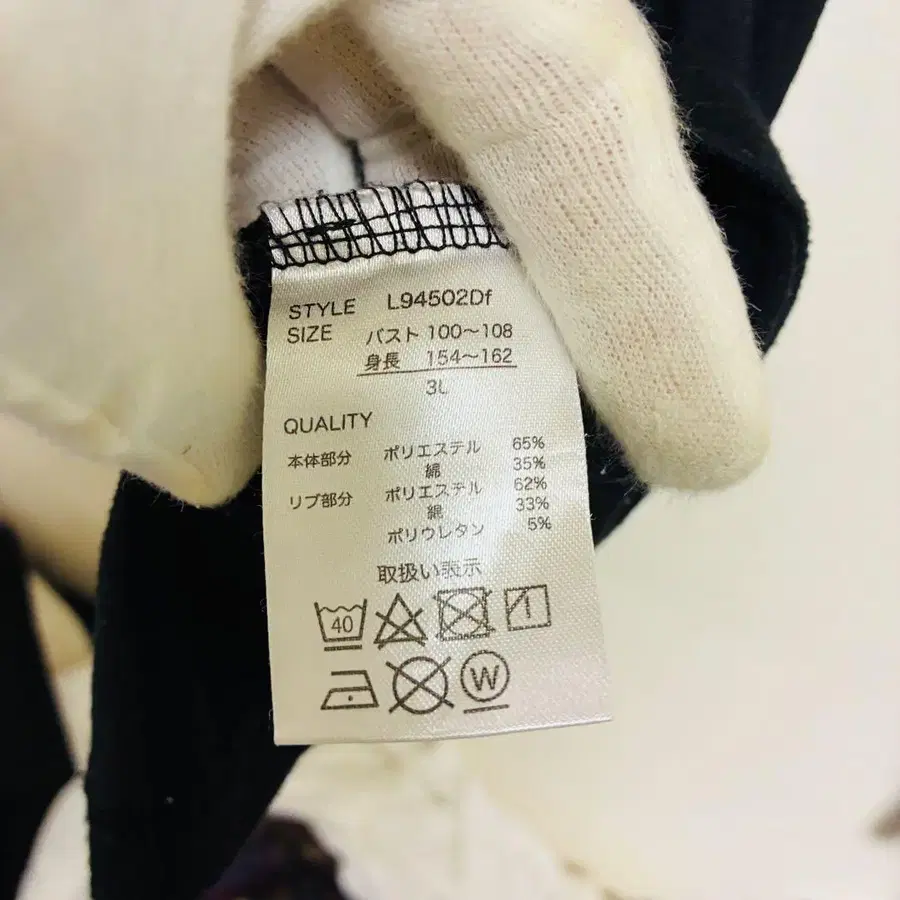 STYLE L94502Df
SIZE バスト 100〜108
身長 154〜162
3L
QUALITY
本体部分 ポリエステル 65%
綿 35%
リブ部分 ポリエステル 62%
綿 33%
ポリウレタン 5%
取扱い表示
40
W